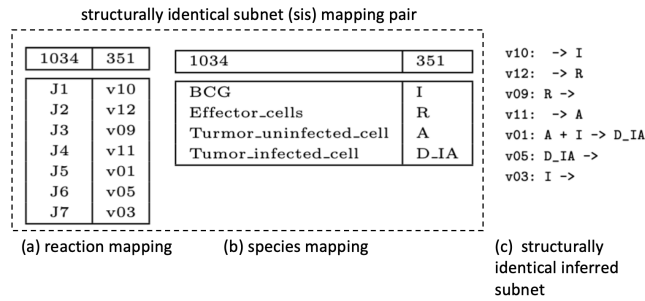 structurally identical subnet (sis) mapping pair
1034 351
J1 v10
J2 v12
J3 v09
J4 v11
J5 v01
J6 v05
J7 v03
(a) reaction mapping
1034 351
BCG I
Effector_cells R
Turmor_uninfected_cell A
Tumor_infected_cell D_IA
(b) species mapping
v10: -> I
v12: -> R
v09: R ->
v11: -> A
v01: A + I -> D_IA
v05: D_IA ->
v03: I ->
(c) structurally
identical inferred
subnet